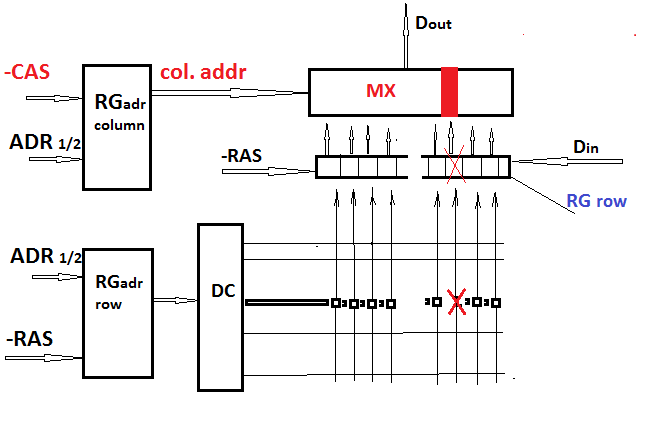 Dout
-CAS
col. addr
RGadr
column
MX
ADR 1/2
-RAS
Din
RG row
ADR 1/2
RGadr
row
DC
-RAS